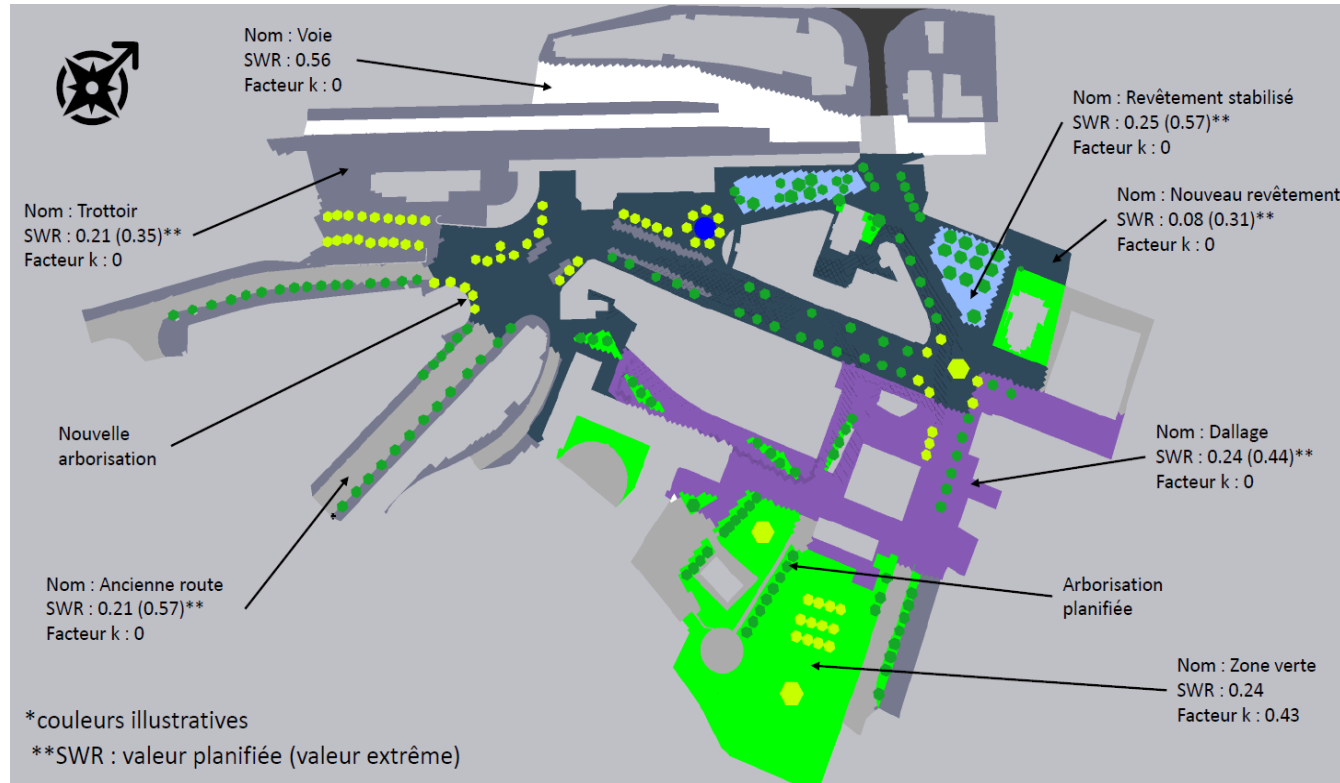 Nom : Voie
SWR : 0.56
Facteur k : 0
Nom : Revêtement stabilisé
SWR : 0.25 (0.57)**
Facteur k : 0
Nom : Nouveau revêtement
SWR : 0.08 (0.31)**
Facteur k : 0
Nom : Trottoir
SWR : 0.21 (0.35)**
Facteur k : 0
Nouvelle
arborisation
Nom : Dallage
SWR : 0.24 (0.44)**
Facteur k : 0
Nom : Ancienne route
SWR : 0.21 (0.57)**
Facteur k : 0
Arborisation
planifiée
Nom : Zone verte
SWR : 0.24
Facteur k : 0.43
*couleurs illustratives
**SWR : valeur planifiée (valeur extrême)